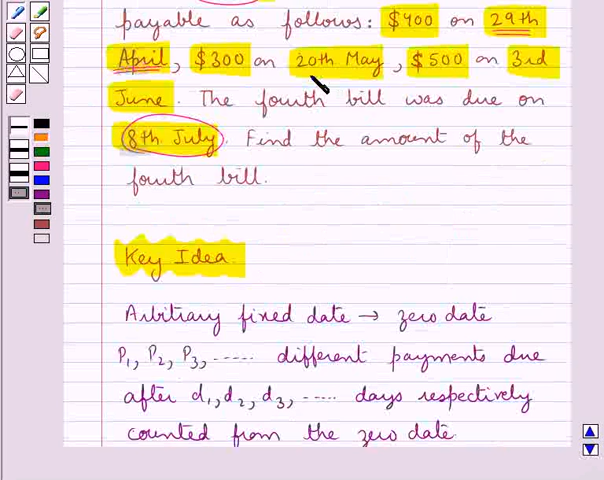 payable as follows: $400 on 29th
April, $300 on 20th May, $500 on 3rd
June. The fourth bill was due on
8th July. Find the amount of the
fourth bill.
Key Idea
Arbitiary fixed date → zero date
P₁, P₂, P₃, ..... different payments due
after d₁, d₂, d₃, ..... days respectively
counted from the zero date.